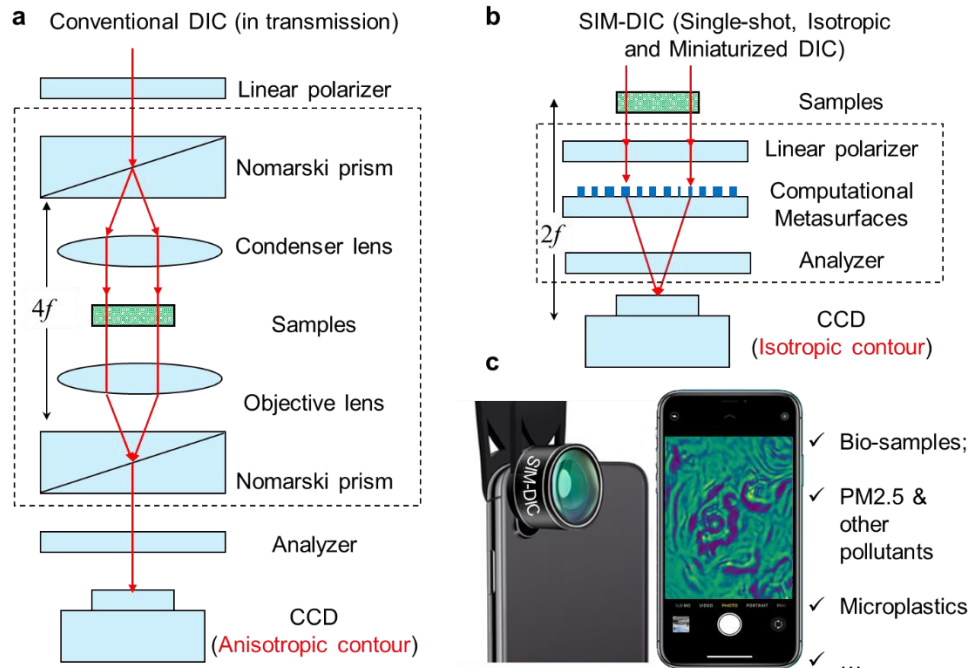 a
Conventional DIC (in transmission)
Linear polarizer
Nomarski prism
Condenser lens
4f
Samples
Objective lens
Nomarski prism
Analyzer
CCD
(Anisotropic contour)
b
SIM-DIC (Single-shot, Isotropic
and Miniaturized DIC)
Samples
Linear polarizer
Computational
Metasurfaces
2f
Analyzer
CCD
(Isotropic contour)
c
SIM-DIC
VIDEO
PHOTO
PORTRAIT
✓ Bio-samples;
✓ PM2.5 &
other
pollutants
✓ Microplastics
✓ ...